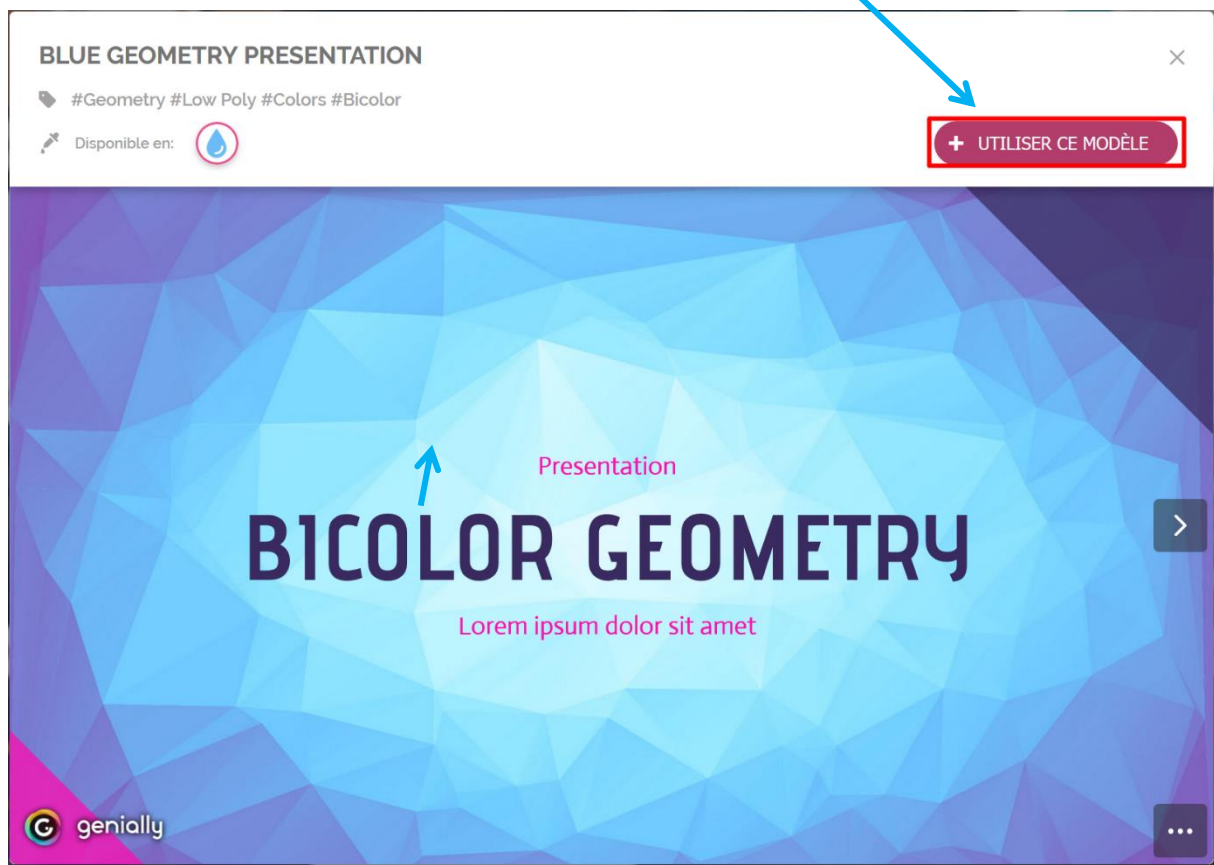 BLUE GEOMETRY PRESENTATION
#Geometry #Low Poly #Colors #Bicolor
Disponible en:
+ UTILISER CE MODÈLE
Presentation
BICOLOR GEOMETRY
Lorem ipsum dolor sit amet
G genially